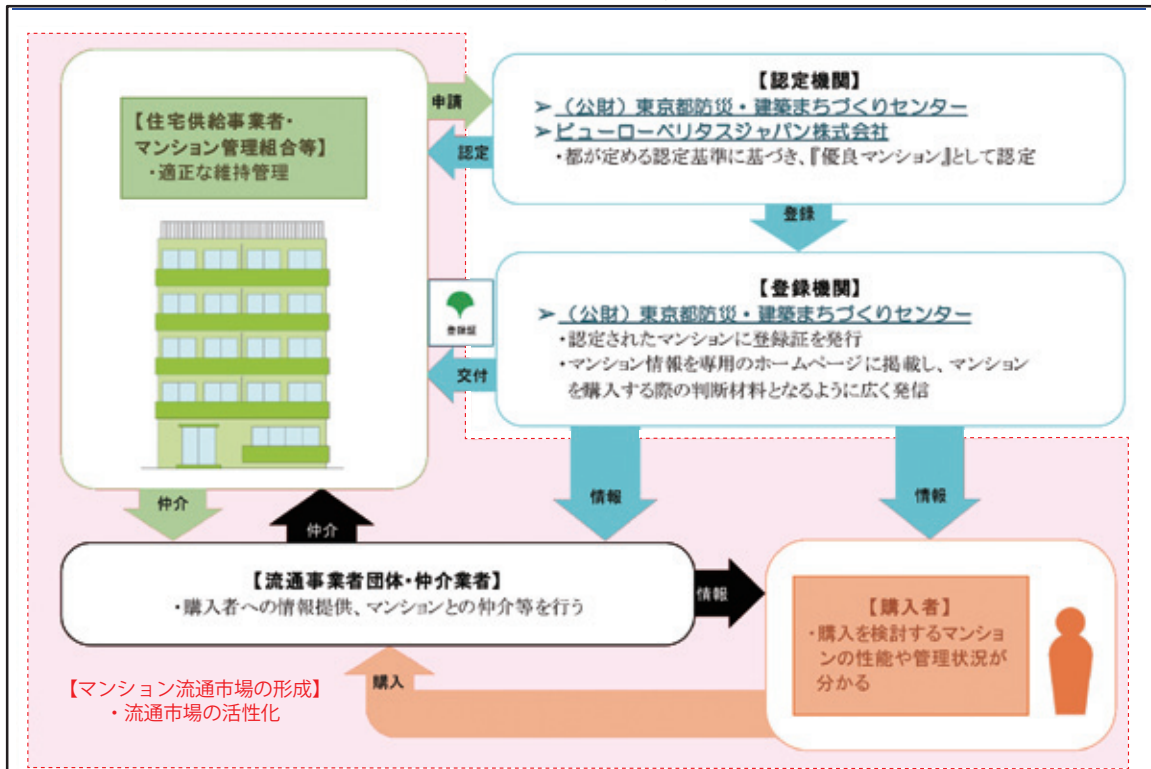 【住宅供給事業者・
マンション管理組合等】
・適正な維持管理
申請
認定
【認定機関】
➢ (公財)東京都防災・建築まちづくりセンター
➢ ビューローベリタスジャパン株式会社
・都が定める認定基準に基づき、『優良マンション』として認定
登録
【登録機関】
➢ (公財)東京都防災・建築まちづくりセンター
・認定されたマンションに登録証を発行
・マンション情報を専用のホームページに掲載し、マンション
を購入する際の判断材料となるように広く発信
登録証
交付
仲介
仲介
情報
情報
【流通事業者団体・仲介業者】
・購入者への情報提供、マンションとの仲介等を行う
情報
【購入者】
・購入を検討するマンショ
ンの性能や管理状況が
分かる
購入
【マンション流通市場の形成】
・流通市場の活性化